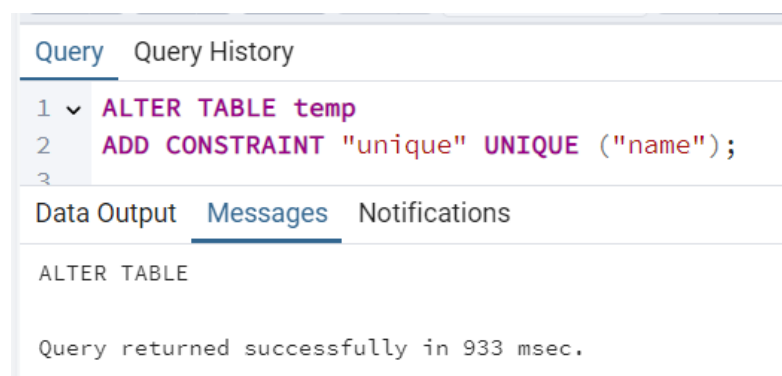 Query Query History
1 ALTER TABLE temp
2 ADD CONSTRAINT "unique" UNIQUE ("name");
3
Data Output Messages Notifications
ALTER TABLE
Query returned successfully in 933 msec.